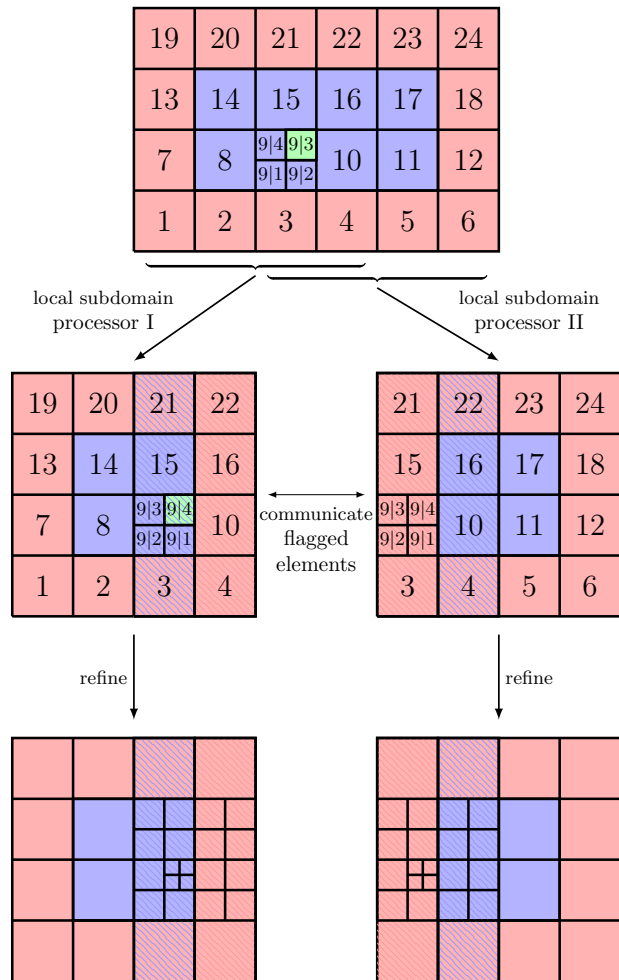 19 20 21 22 23 24
13 14 15 16 17 18
7 8 9|4 9|3 10 11 12
9|1 9|2
1 2 3 4 5 6
local subdomain
processor I
local subdomain
processor II
19 20 21 22
13 14 15 16
7 8 9|3 9|4 10
9|2 9|1
1 2 3 4
communicate
flagged
elements
21 22 23 24
15 16 17 18
9|3 9|4 10 11 12
9|2 9|1
3 4 5 6
refine
refine